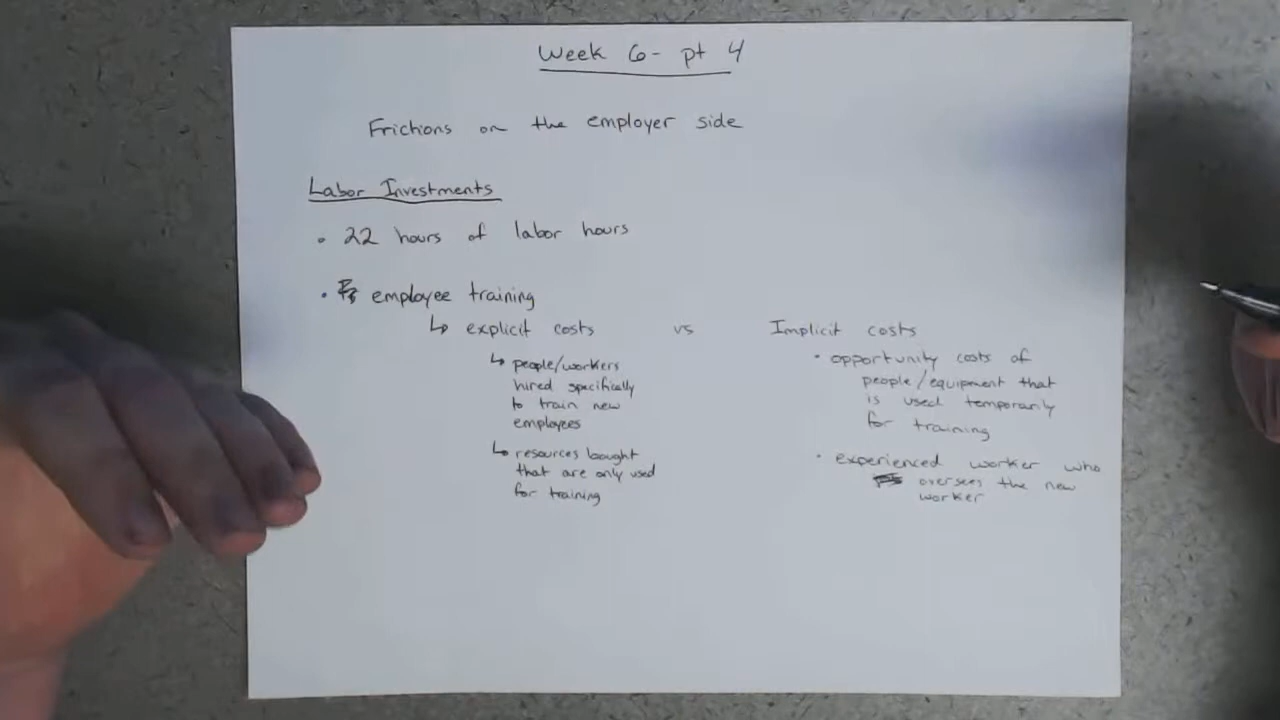 Week 6- pt 4
Frictions on the employer side
Labor Investments
• 22 hours of labor hours
• employee training
↳ explicit costs vs Implicit costs
↳ people/workers
hired specifically
to train new
employees
↳ resources bought
that are only used
for training
• opportunity costs of
people/equipment that
is used temporarily
for training
• experienced worker who
oversees the new
worker